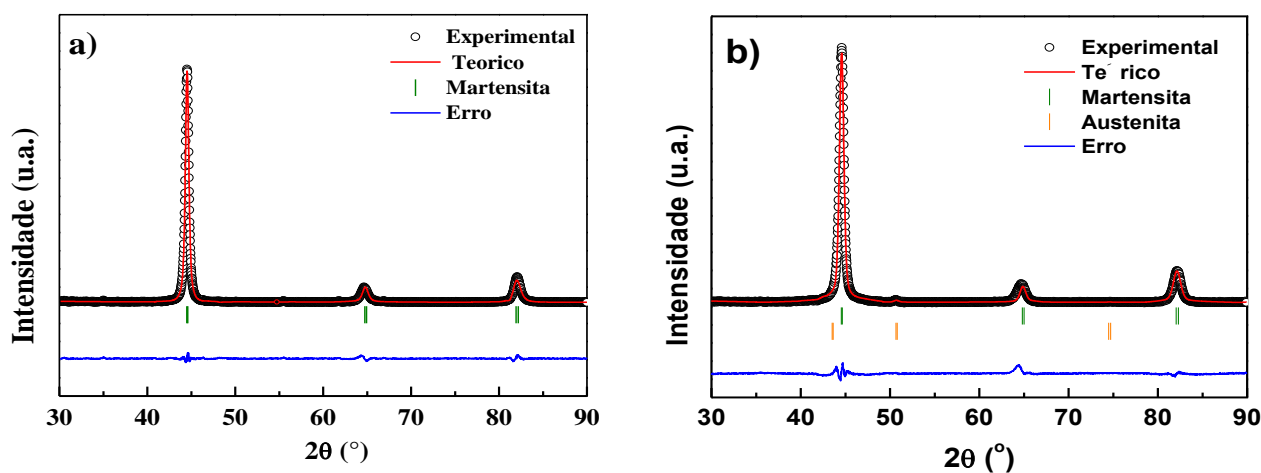 a)
Experimental
Teorico
Martensita
Erro
Intensidade (u.a.)
30 40 50 60 70 80 90
2θ (°)
b)
Experimental
Te´ rico
Martensita
Austenita
Erro
Intensidade (u.a.)
30 40 50 60 70 80 90
2θ (º)